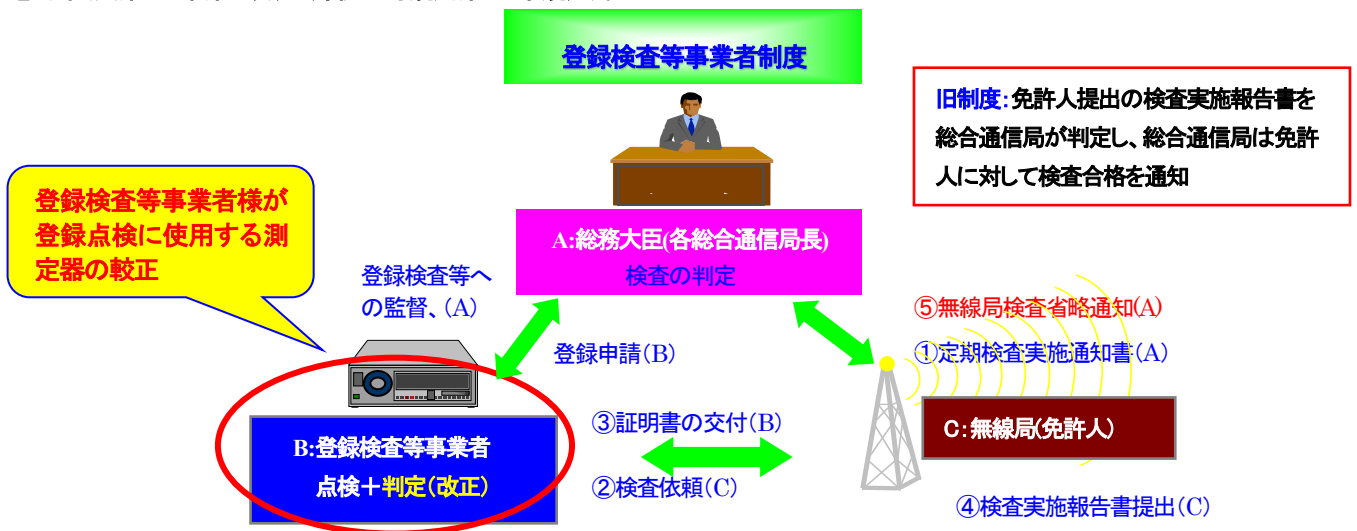 登録検査等事業者制度
旧制度:免許人提出の検査実施報告書を
総合通信局が判定し、総合通信局は免許
人に対して検査合格を通知
登録検査等事業者様が
登録点検に使用する測
定器の較正
A:総務大臣(各総合通信局長)
検査の判定
登録検査等へ
の監督、(A)
登録申請(B)
⑤無線局検査省略通知(A)
①定期検査実施通知書(A)
C:無線局(免許人)
③証明書の交付(B)
②検査依頼(C)
B:登録検査等事業者
点検+判定(改正)
④検査実施報告書提出(C)